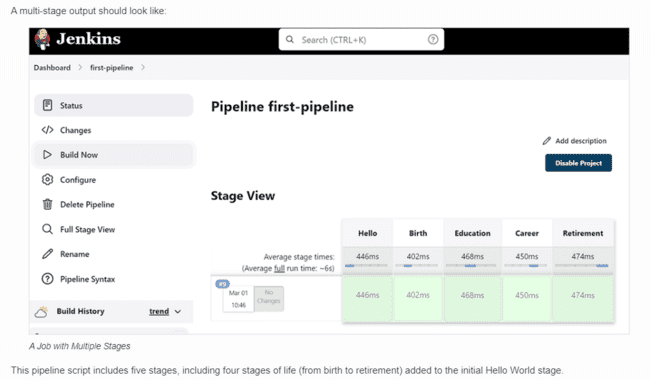 A multi-stage output should look like:
Jenkins
Search (CTRL+K)
Dashboard > first-pipeline >
Status
Changes
Build Now
Configure
Delete Pipeline
Full Stage View
Rename
Pipeline Syntax
Build History trend
Pipeline first-pipeline
Add description
Disable Project
Stage View
Hello Birth Education Career Retirement
Average stage times: 446ms 402ms 468ms 450ms 474ms
(Average full run time: ~6s)
#9
Mar 01 No
10:46 Changes
446ms 402ms 468ms 450ms 474ms
A Job with Multiple Stages
This pipeline script includes five stages, including four stages of life (from birth to retirement) added to the initial Hello World stage.